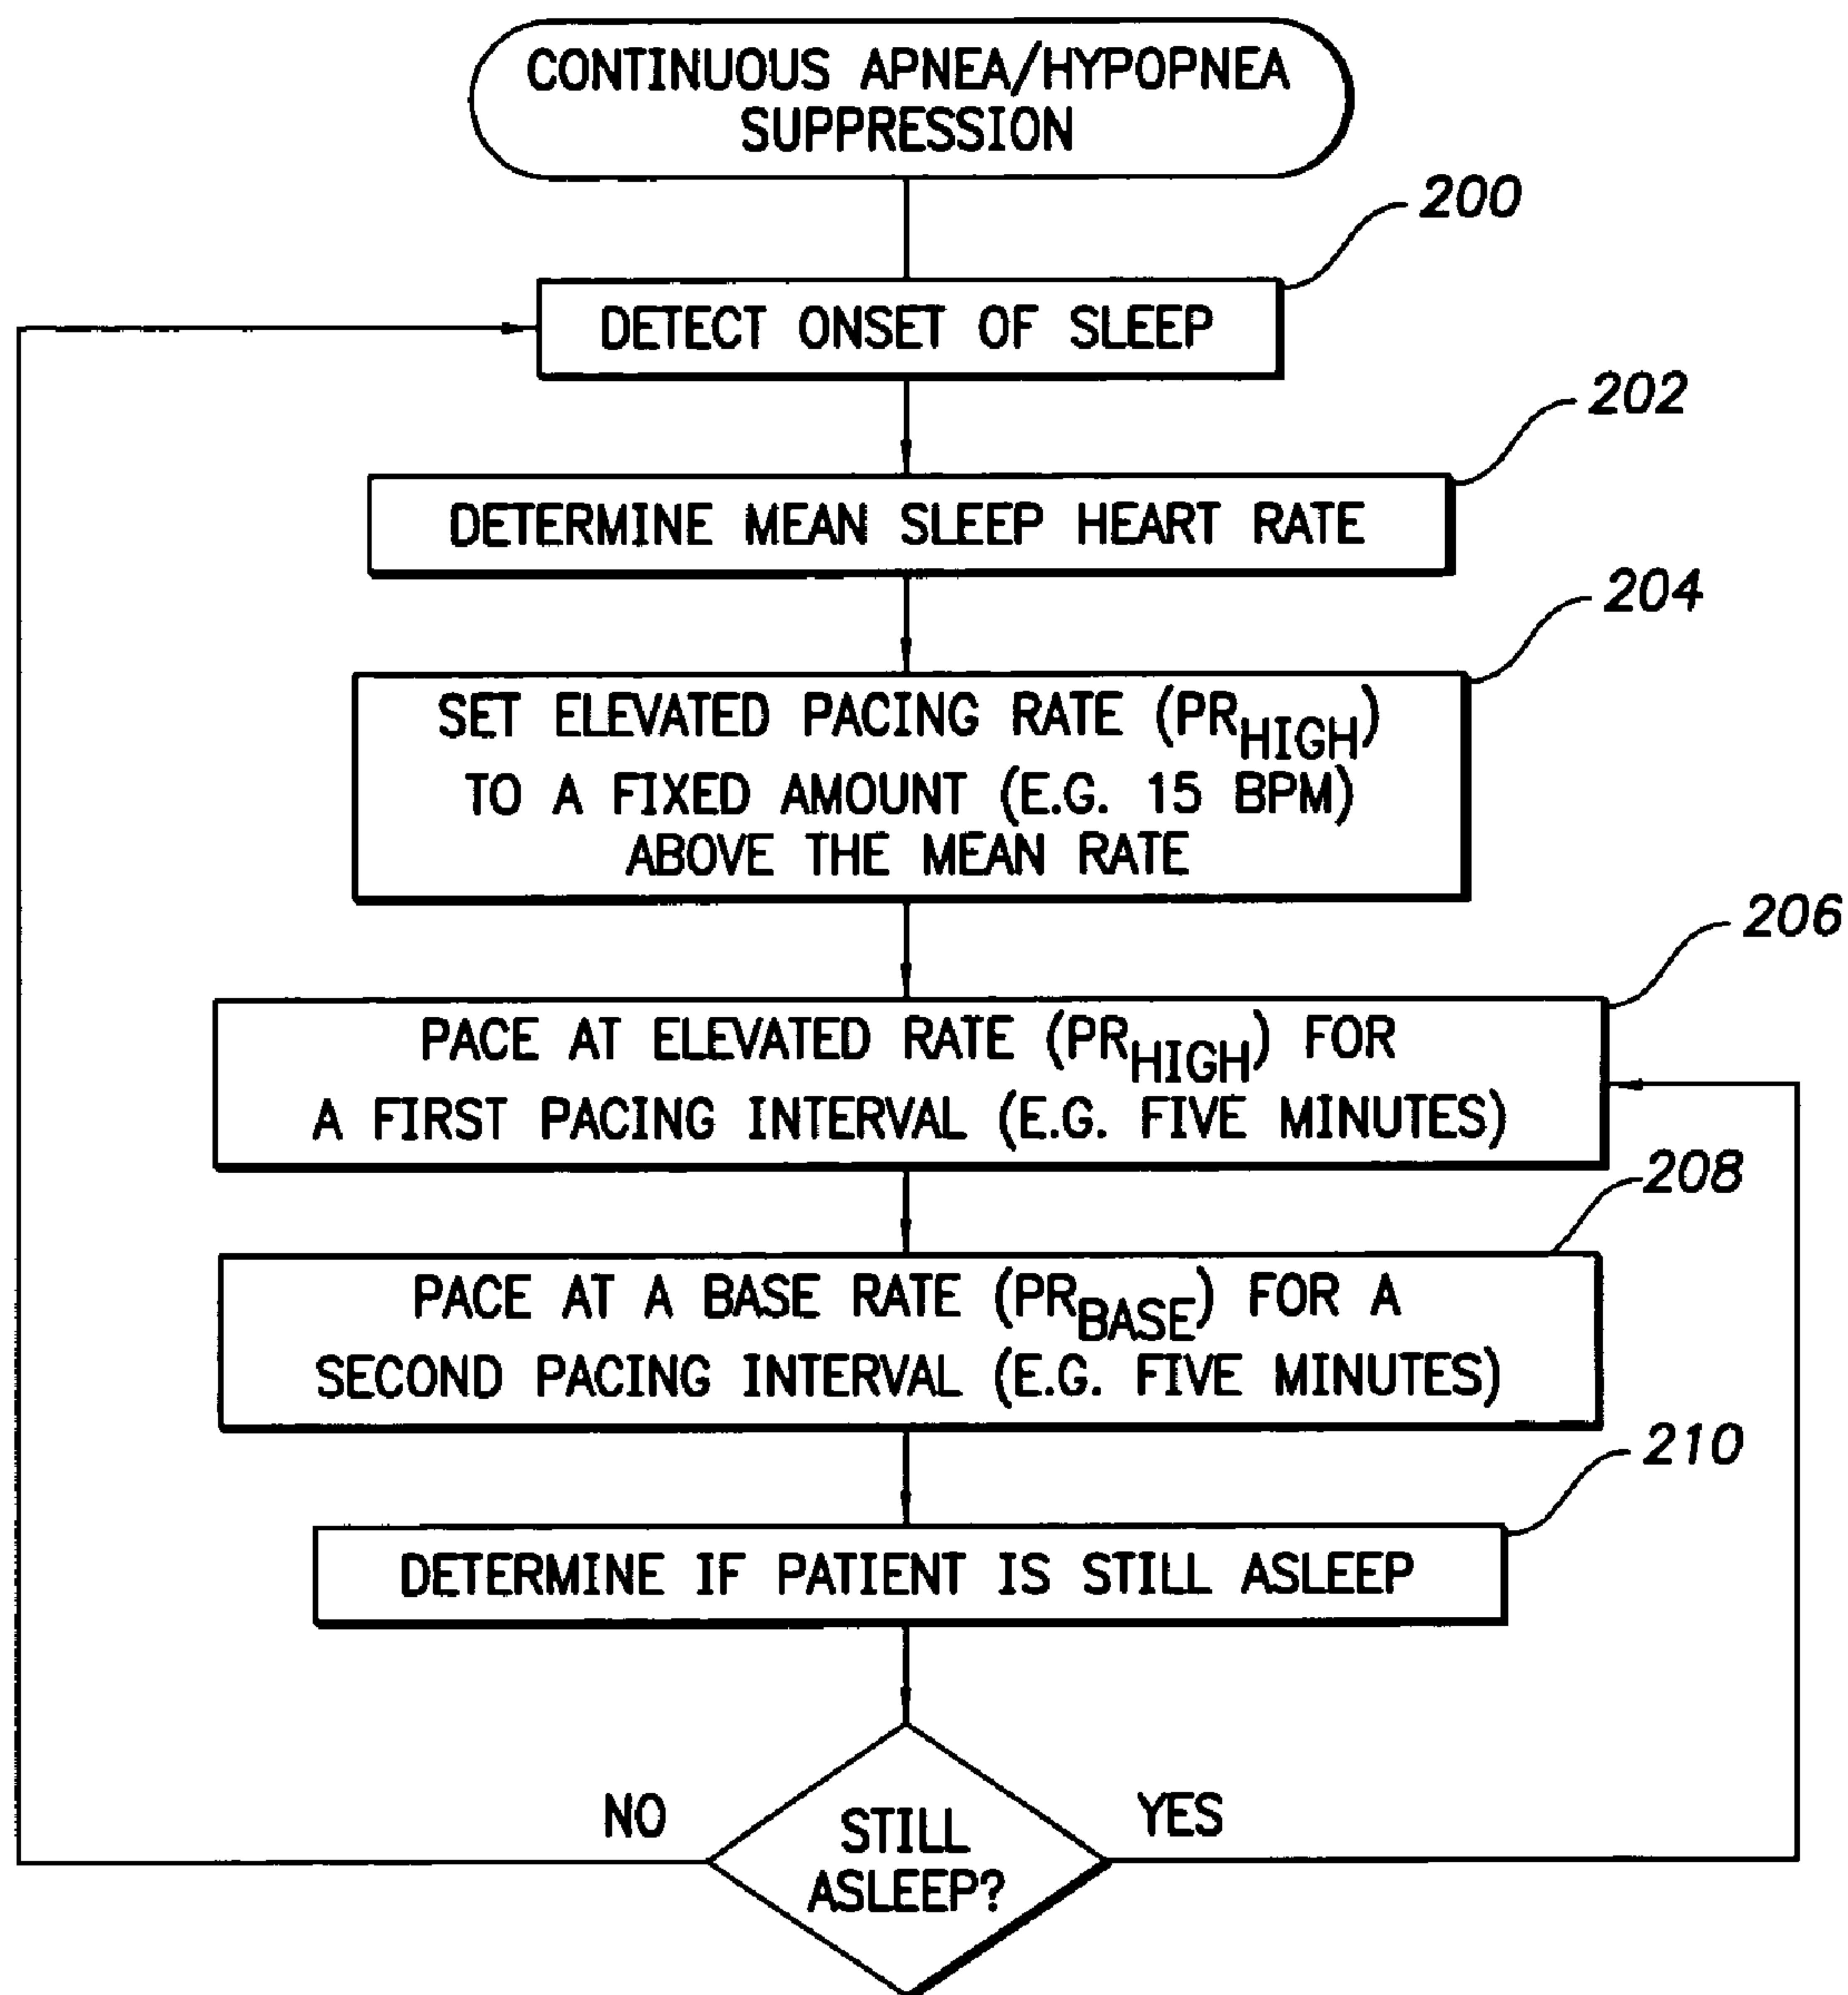 CONTINUOUS APNEA/HYPOPNEA
SUPPRESSION
200
DETECT ONSET OF SLEEP
202
DETERMINE MEAN SLEEP HEART RATE
204
SET ELEVATED PACING RATE (PRHIGH)
TO A FIXED AMOUNT (E.G. 15 BPM)
ABOVE THE MEAN RATE
206
PACE AT ELEVATED RATE (PRHIGH) FOR
A FIRST PACING INTERVAL (E.G. FIVE MINUTES)
208
PACE AT A BASE RATE (PRBASE) FOR A
SECOND PACING INTERVAL (E.G. FIVE MINUTES)
210
DETERMINE IF PATIENT IS STILL ASLEEP
NO
YES
STILL
ASLEEP?